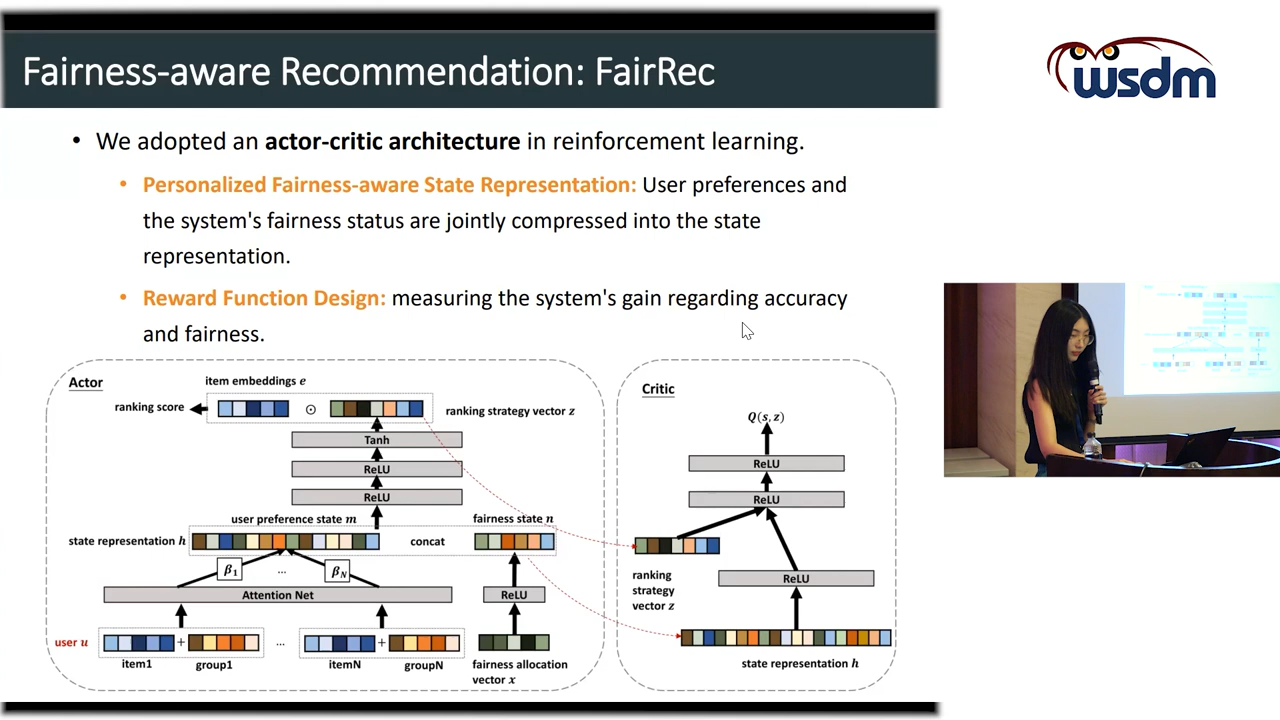 Fairness-aware Recommendation: FairRec
wsdm
• We adopted an actor-critic architecture in reinforcement learning.
• Personalized Fairness-aware State Representation: User preferences and
the system's fairness status are jointly compressed into the state
representation.
• Reward Function Design: measuring the system's gain regarding accuracy
and fairness.
Actor
item embeddings e
ranking score
⊙
ranking strategy vector z
Tanh
ReLU
ReLU
user preference state m
fairness state n
state representation h
concat
β1
...
βN
Attention Net
ReLU
user u
+
...
+
item1
group1
itemN
groupN
fairness allocation
vector x
Critic
Q(s, z)
ReLU
ReLU
ranking
strategy
vector z
ReLU
state representation h